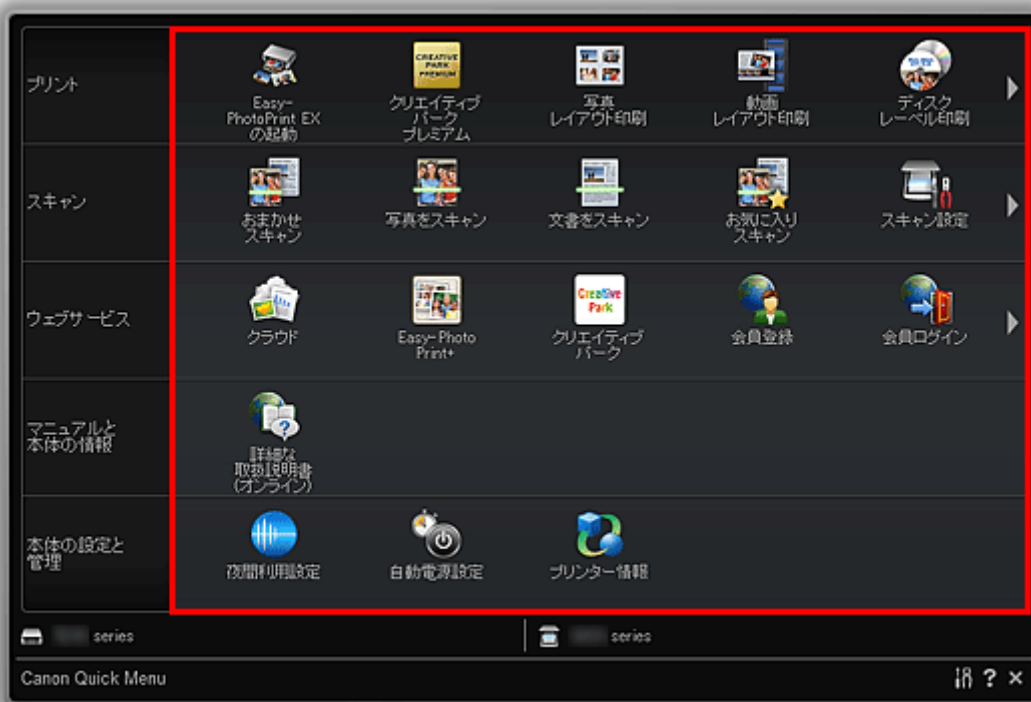 プリント
Easy-
PhotoPrint EX
の起動
CREATIVE
PARK
PREMIUM
クリエイティブ
パーク
プレミアム
写真
レイアウト印刷
動画
レイアウト印刷
ディスク
レーベル印刷
スキャン
おまかせ
スキャン
写真をスキャン
文書をスキャン
お気に入り
スキャン
スキャン設定
ウェブサービス
クラウド
Easy-Photo
Print+
Creative
Park
クリエイティブ
パーク
会員登録
会員ログイン
マニュアルと
本体の情報
詳細な
取扱説明書
(オンライン)
本体の設定と
管理
夜間利用設定
自動電源設定
プリンター情報
series
series
Canon Quick Menu